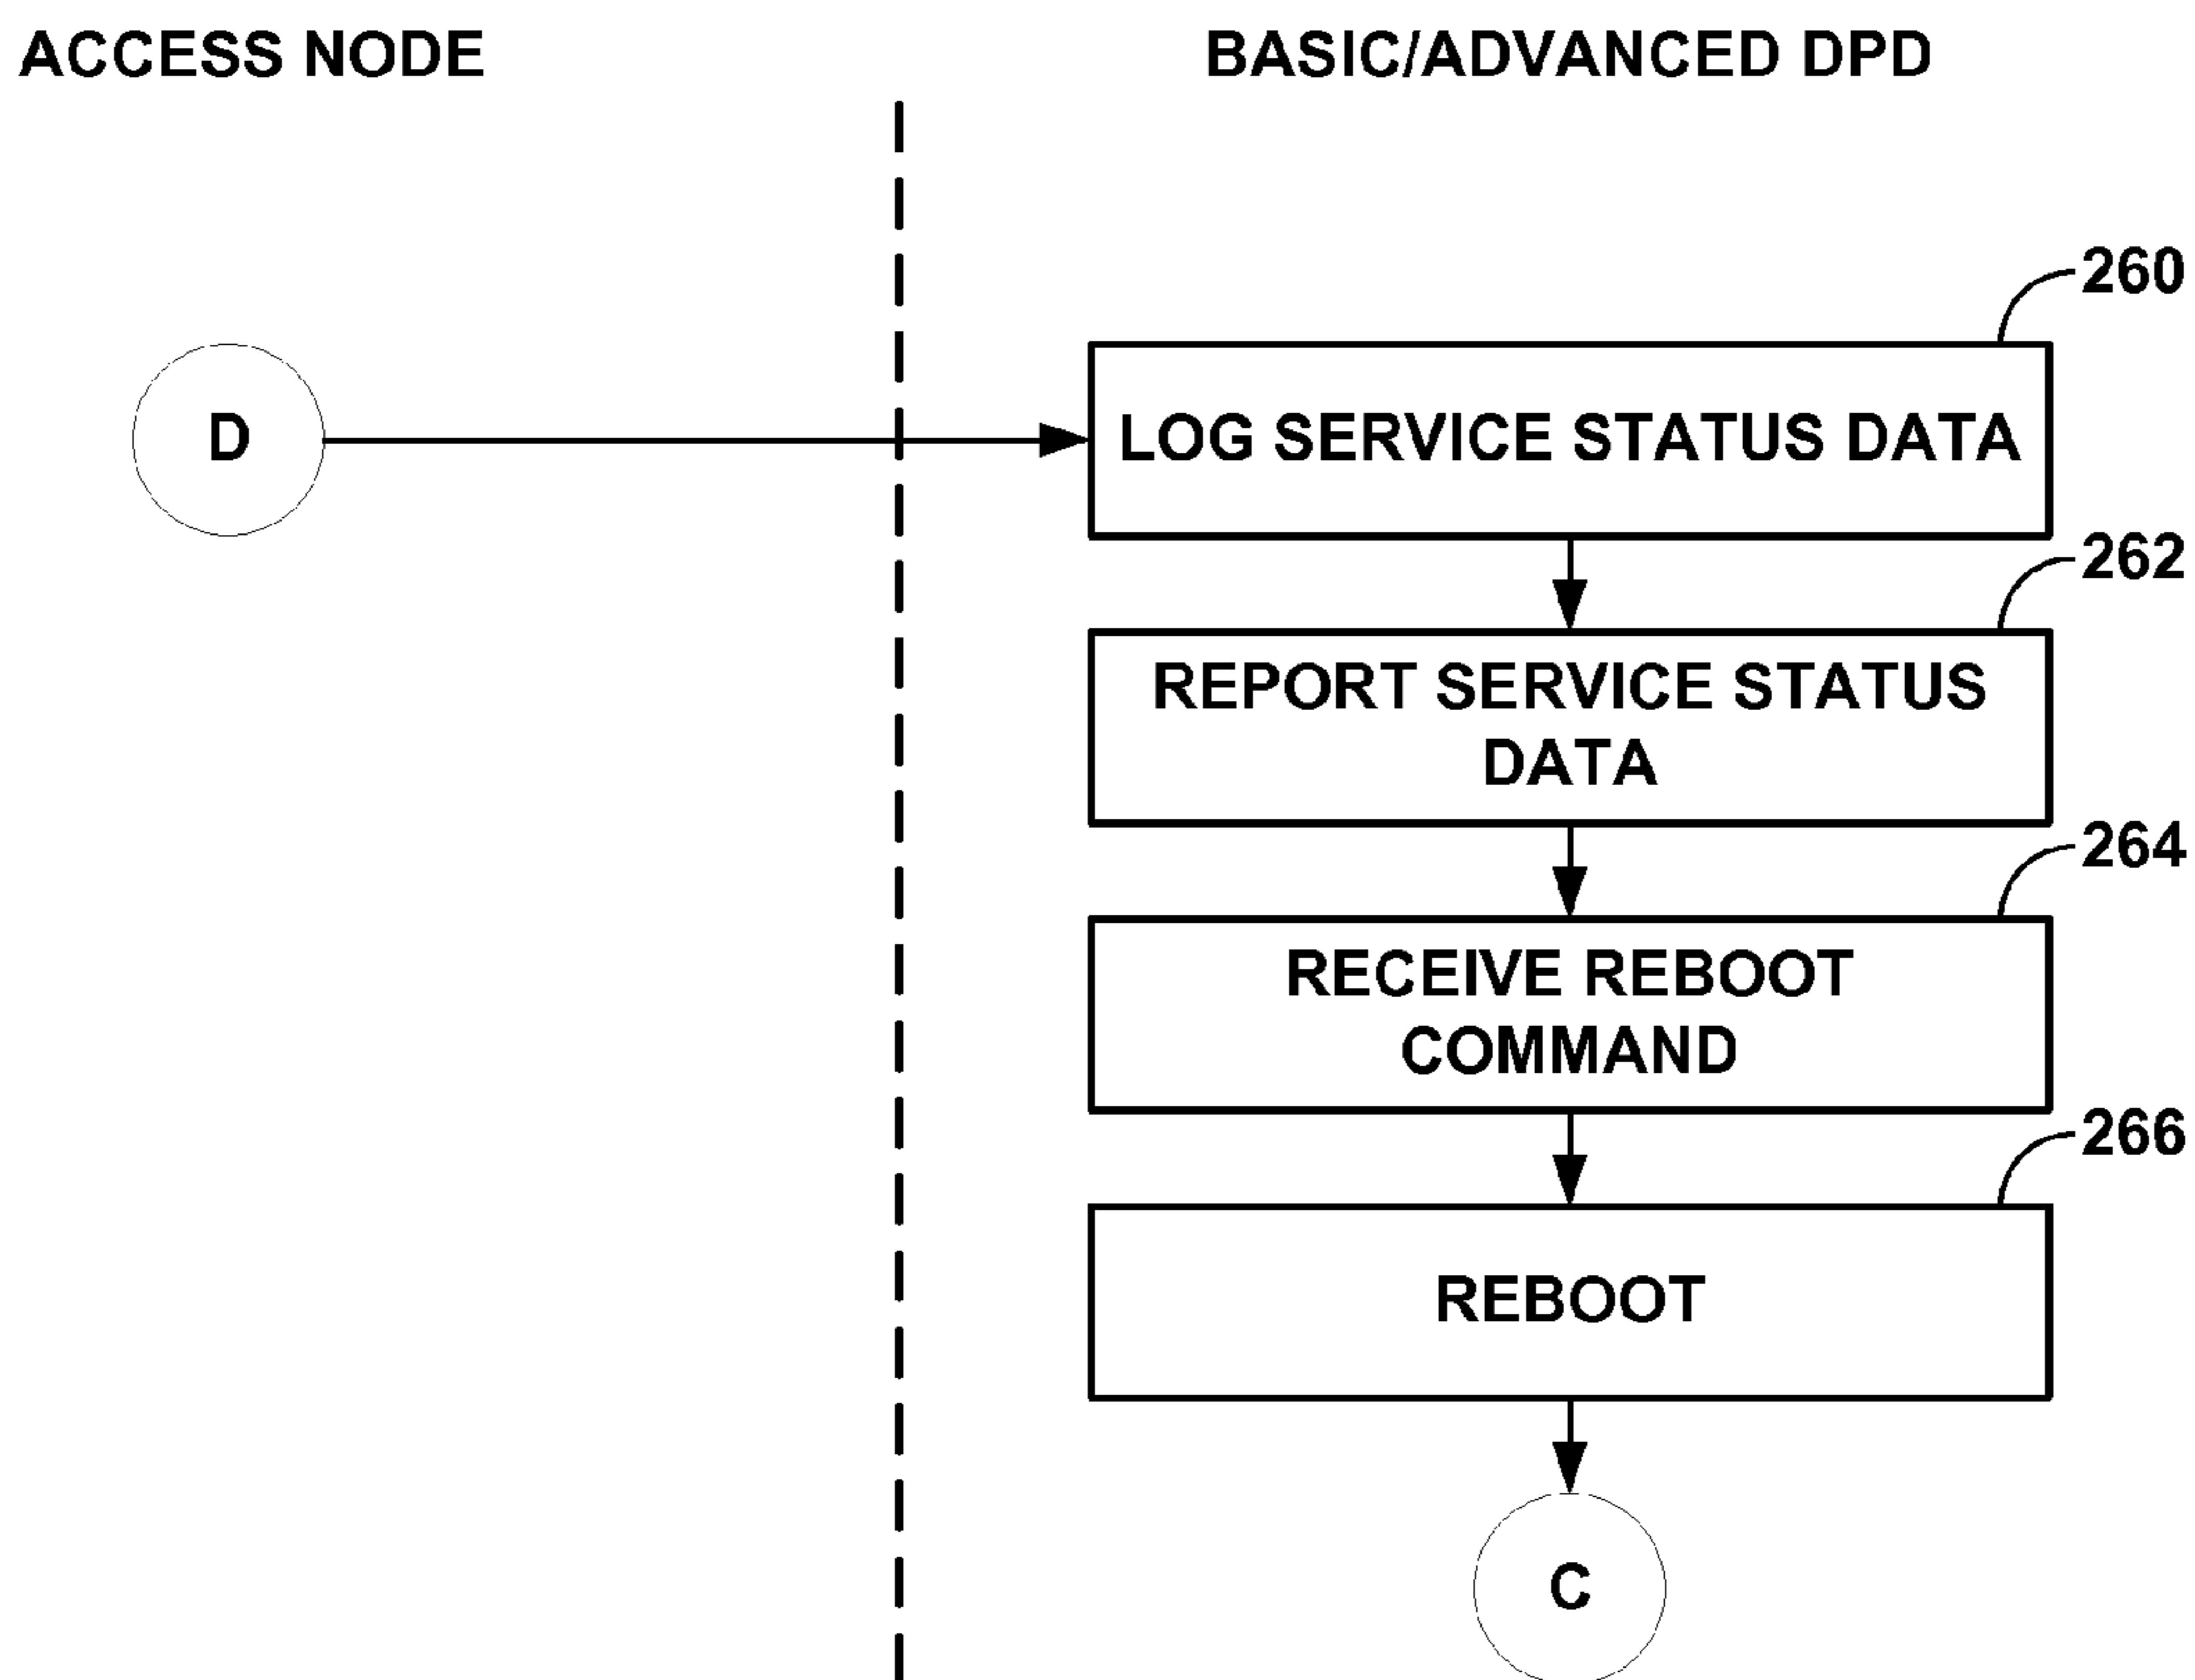 ACCESS NODE
BASIC/ADVANCED DPD
260
D
LOG SERVICE STATUS DATA
262
REPORT SERVICE STATUS
DATA
264
RECEIVE REBOOT
COMMAND
266
REBOOT
C